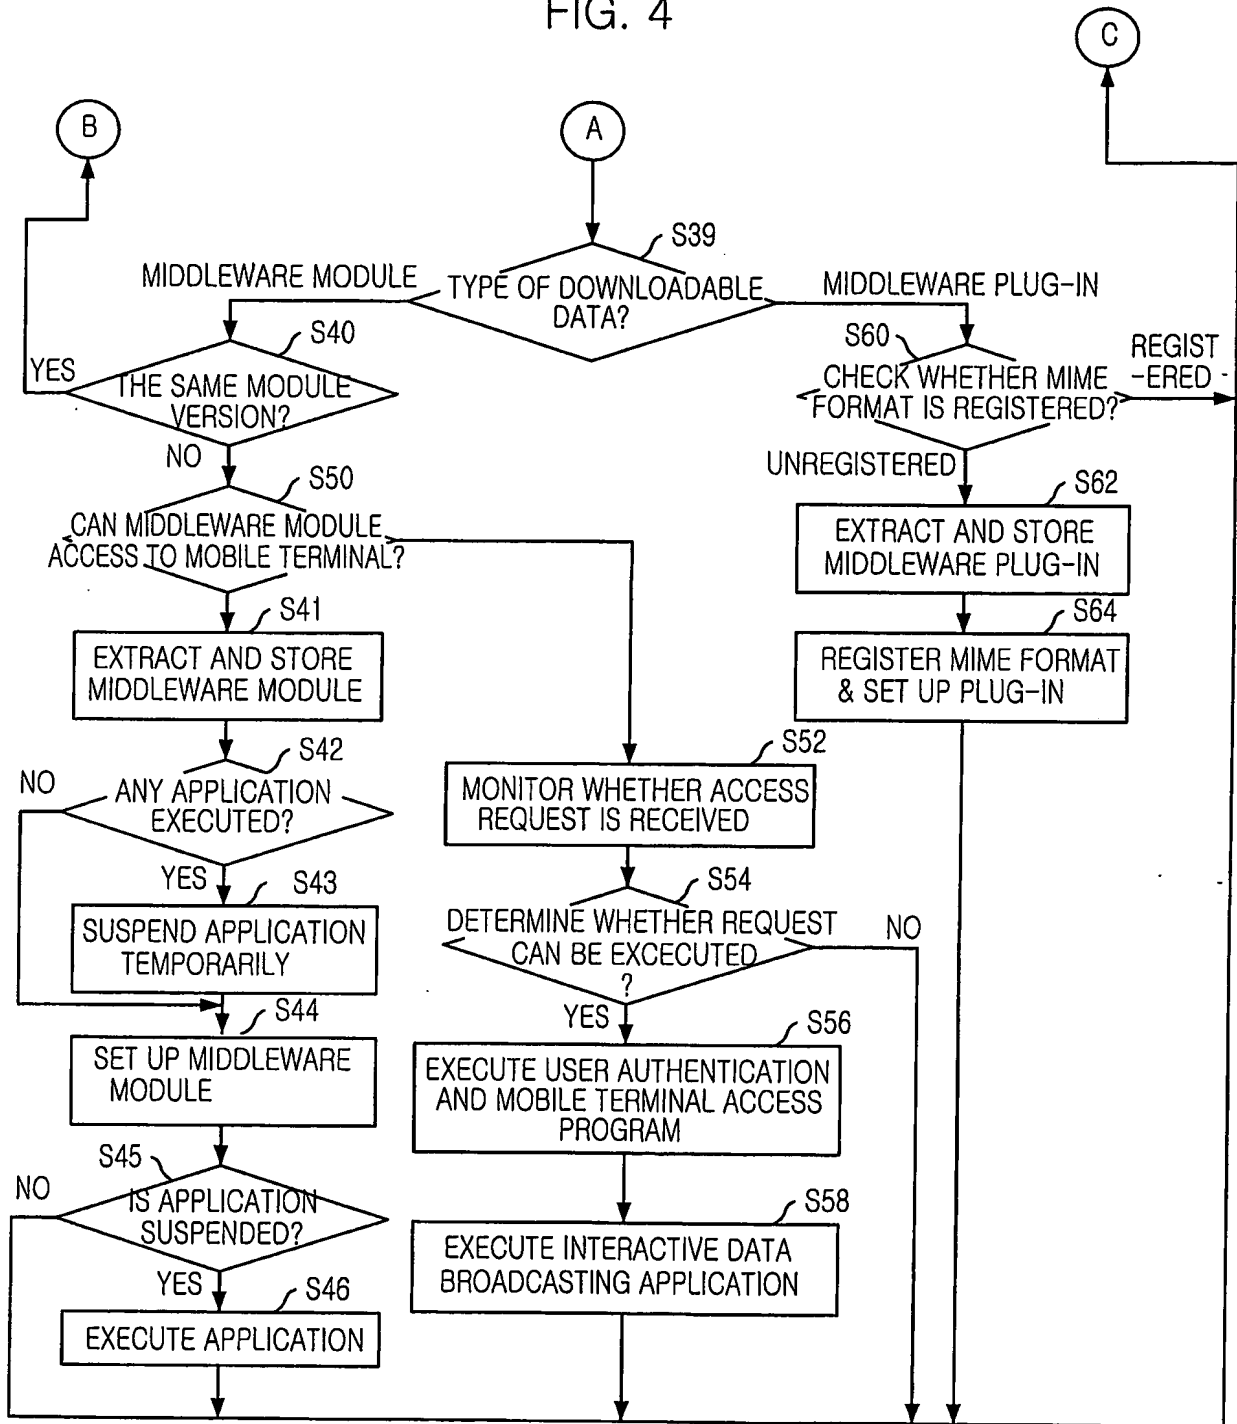 FIG. 4
C
B
A
S39
MIDDLEWARE MODULE
TYPE OF DOWNLOADABLE
DATA?
MIDDLEWARE PLUG-IN
S40
YES
THE SAME MODULE
VERSION?
NO
S60
CHECK WHETHER MIME
FORMAT IS REGISTERED?
REGIST
-ERED
UNREGISTERED
S50
CAN MIDDLEWARE MODULE
ACCESS TO MOBILE TERMINAL?
S62
EXTRACT AND STORE
MIDDLEWARE PLUG-IN
S41
EXTRACT AND STORE
MIDDLEWARE MODULE
S64
REGISTER MIME FORMAT
& SET UP PLUG-IN
S42
NO
ANY APPLICATION
EXECUTED?
YES
S52
MONITOR WHETHER ACCESS
REQUEST IS RECEIVED
S43
SUSPEND APPLICATION
TEMPORARILY
S54
DETERMINE WHETHER REQUEST
CAN BE EXCECUTED
?
NO
YES
S44
SET UP MIDDLEWARE
MODULE
S56
EXECUTE USER AUTHENTICATION
AND MOBILE TERMINAL ACCESS
PROGRAM
S45
NO
IS APPLICATION
SUSPENDED?
YES
S58
EXECUTE INTERACTIVE DATA
BROADCASTING APPLICATION
S46
EXECUTE APPLICATION